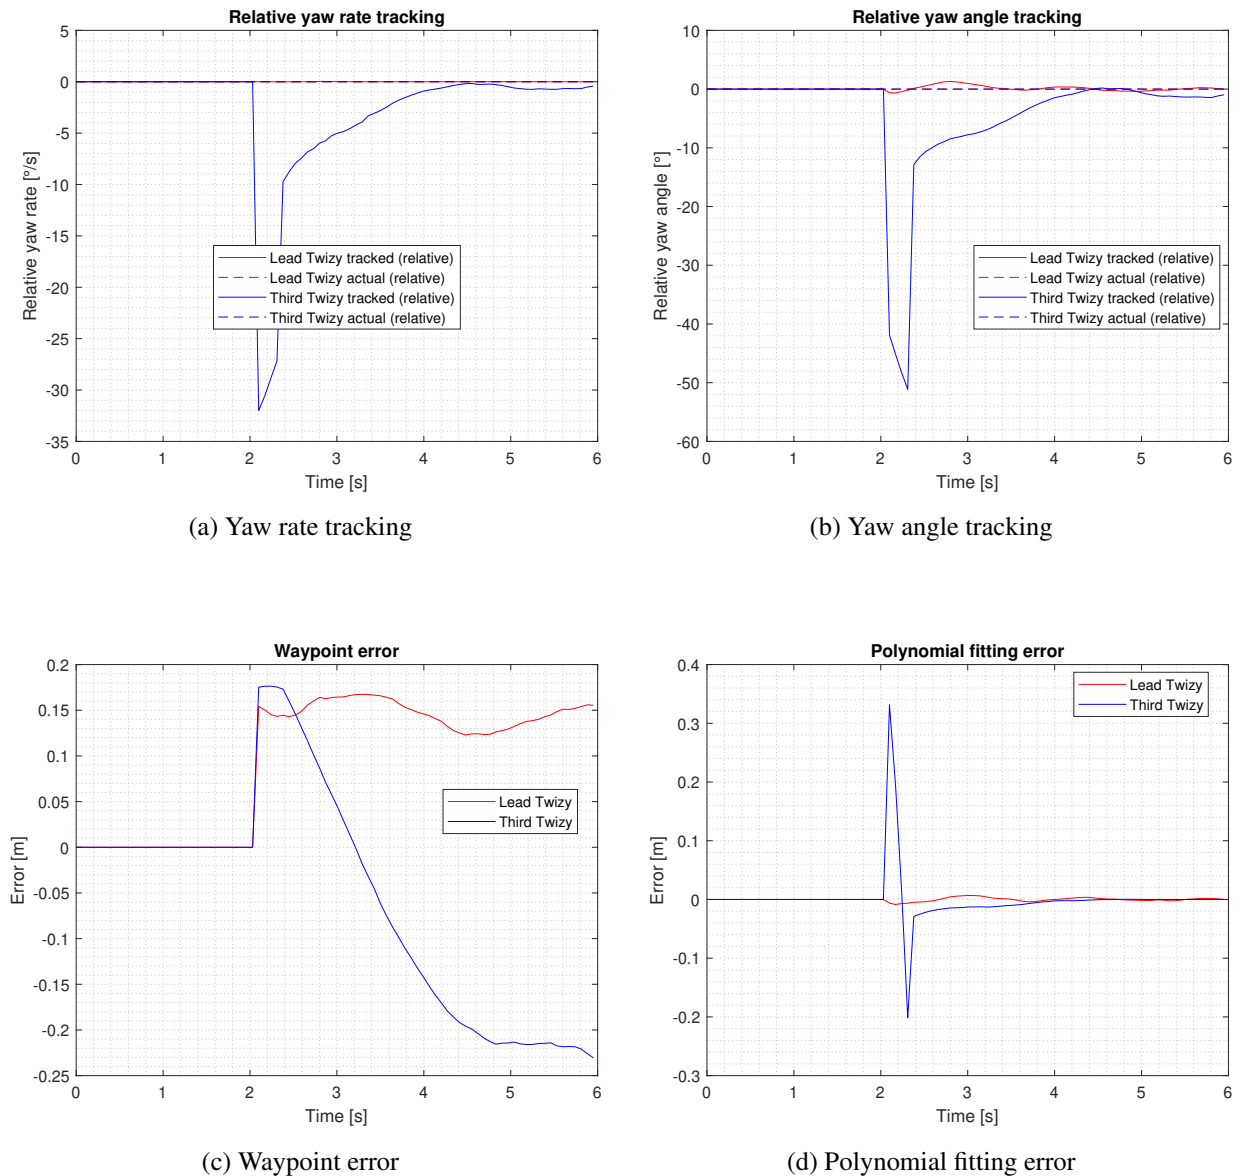 Relative yaw rate tracking
5
0
-5
-10
-15
-20
-25
-30
-35
Relative yaw rate [°/s]
Lead Twizy tracked (relative)
Lead Twizy actual (relative)
Third Twizy tracked (relative)
Third Twizy actual (relative)
0 1 2 3 4 5 6
Time [s]
(a) Yaw rate tracking
Relative yaw angle tracking
10
0
-10
-20
-30
-40
-50
-60
Relative yaw angle [°]
Lead Twizy tracked (relative)
Lead Twizy actual (relative)
Third Twizy tracked (relative)
Third Twizy actual (relative)
0 1 2 3 4 5 6
Time [s]
(b) Yaw angle tracking
Waypoint error
0.2
0.15
0.1
0.05
0
-0.05
-0.1
-0.15
-0.2
-0.25
Error [m]
Lead Twizy
Third Twizy
0 1 2 3 4 5 6
Time [s]
(c) Waypoint error
Polynomial fitting error
0.4
0.3
0.2
0.1
0
-0.1
-0.2
-0.3
Error [m]
Lead Twizy
Third Twizy
0 1 2 3 4 5 6
Time [s]
(d) Polynomial fitting error